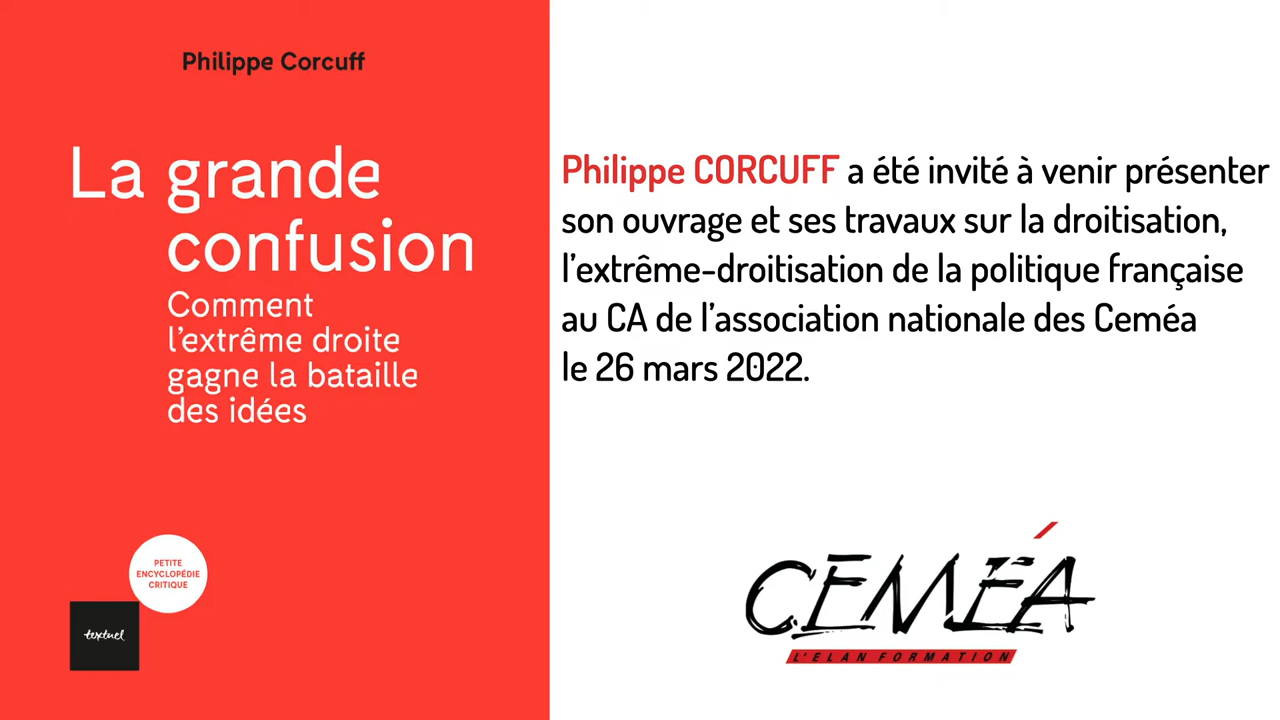 Philippe Corcuff
La grande
confusion
Comment
l'extrême droite
gagne la bataille
des idées
PETITE
ENCYCLOPÉDIE
CRITIQUE
textuel
Philippe CORCUFF a été invité à venir présenter
son ouvrage et ses travaux sur la droitisation,
l'extrême-droitisation de la politique française
au CA de l'association nationale des Ceméa
le 26 mars 2022.
CEMÉA
L'ELAN FORMATION